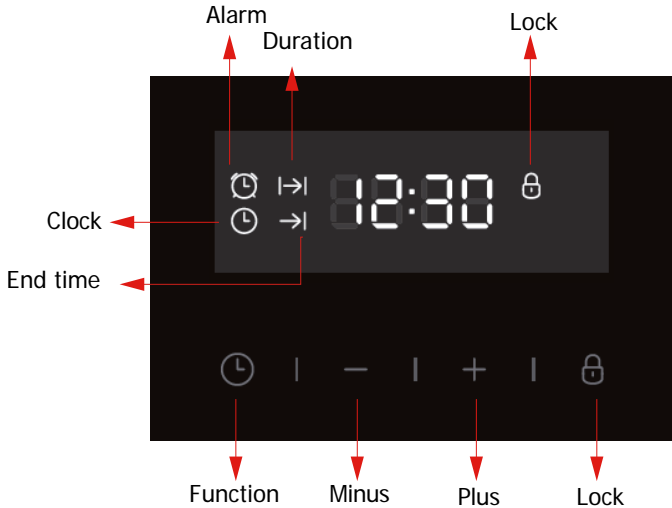 Alarm
Duration
Lock
12:30
Clock
End time
Function
Minus
Plus
Lock